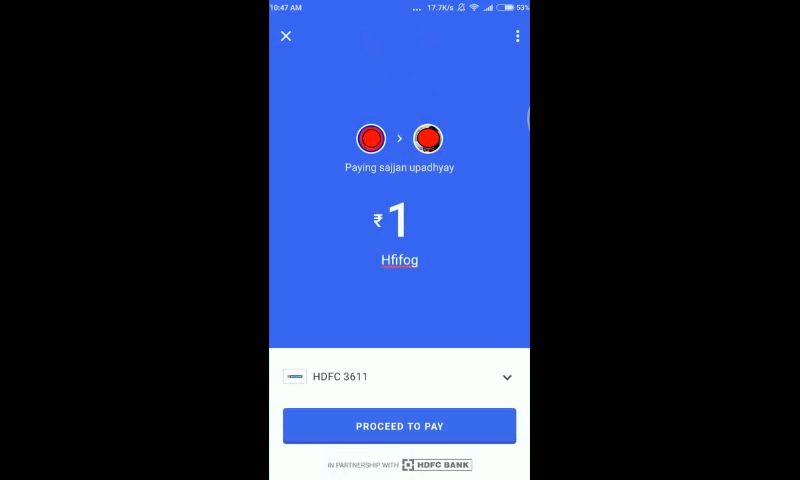 10:47 AM ... 17.7K/s 53%
Paying sajjan upadhyay
₹1
Hfifog
HDFC 3611
PROCEED TO PAY
IN PARTNERSHIP WITH HDFC BANK